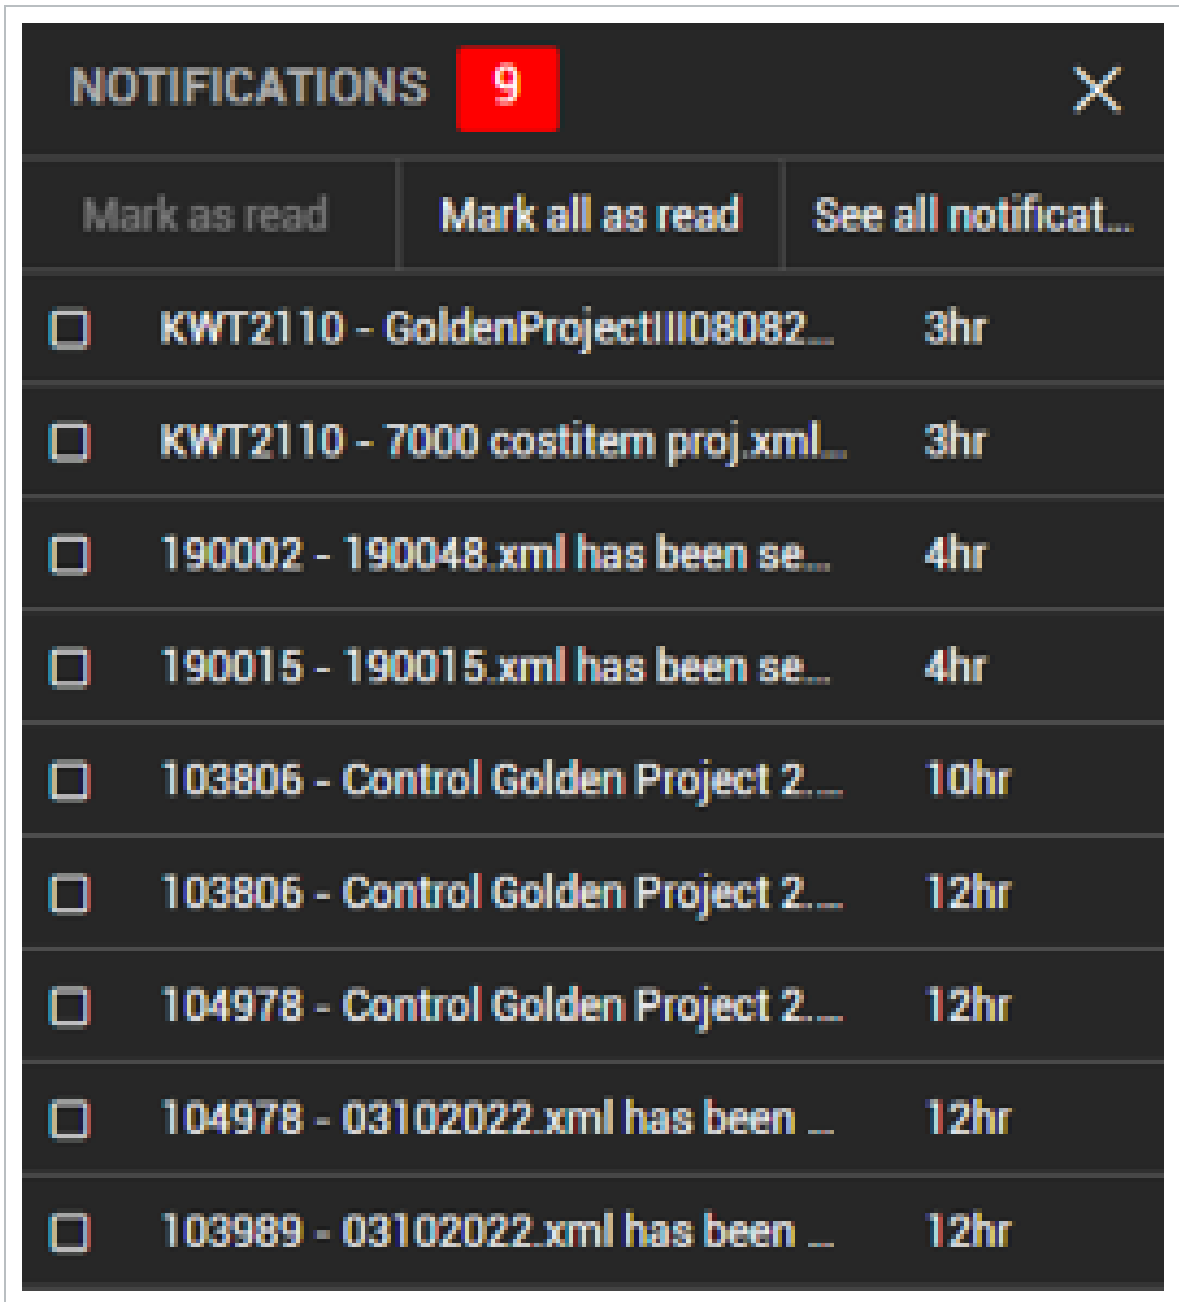 NOTIFICATIONS 9
Mark as read Mark all as read See all notificat...
KWT2110 - GoldenProjectIII08082... 3hr
KWT2110 - 7000 costitem proj.xml... 3hr
190002 - 190048.xml has been se... 4hr
190015 - 190015.xml has been se... 4hr
103806 - Control Golden Project 2.... 10hr
103806 - Control Golden Project 2.... 12hr
104978 - Control Golden Project 2.... 12hr
104978 - 03102022.xml has been ... 12hr
103989 - 03102022.xml has been ... 12hr